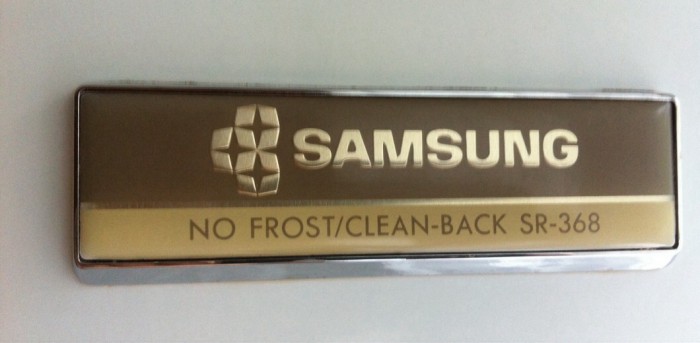 SAMSUNG
NO FROST/CLEAN-BACK SR-368